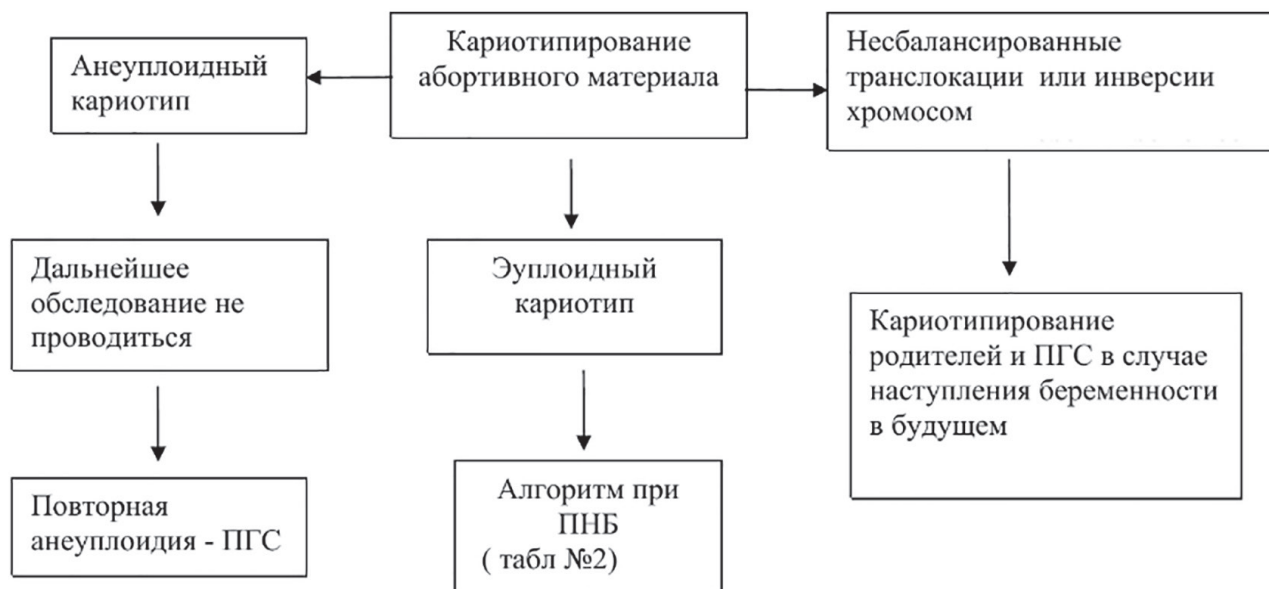 Анеуплоидный
кариотип
Кариотипирование
абортивного материала
Несбалансированные
транслокации или инверсии
хромосом
Дальнейшее
обследование не
проводиться
Эуплоидный
кариотип
Кариотипирование
родителей и ПГС в случае
наступления беременности
в будущем
Повторная
анеуплоидия - ПГС
Алгоритм при
ПНБ
( табл №2)